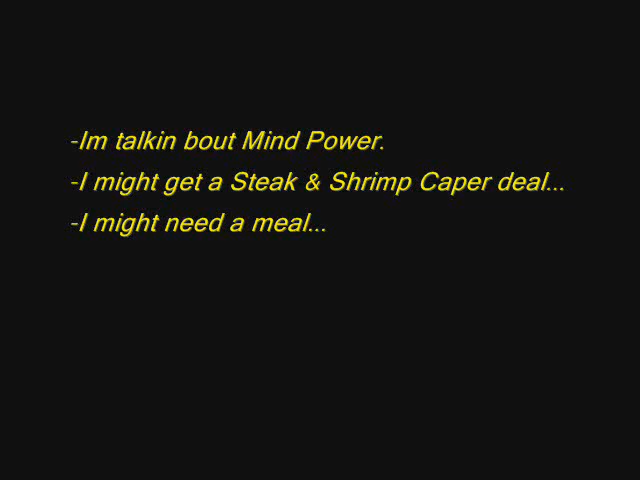 -Im talkin bout Mind Power.
-I might get a Steak & Shrimp Caper deal...
-I might need a meal...